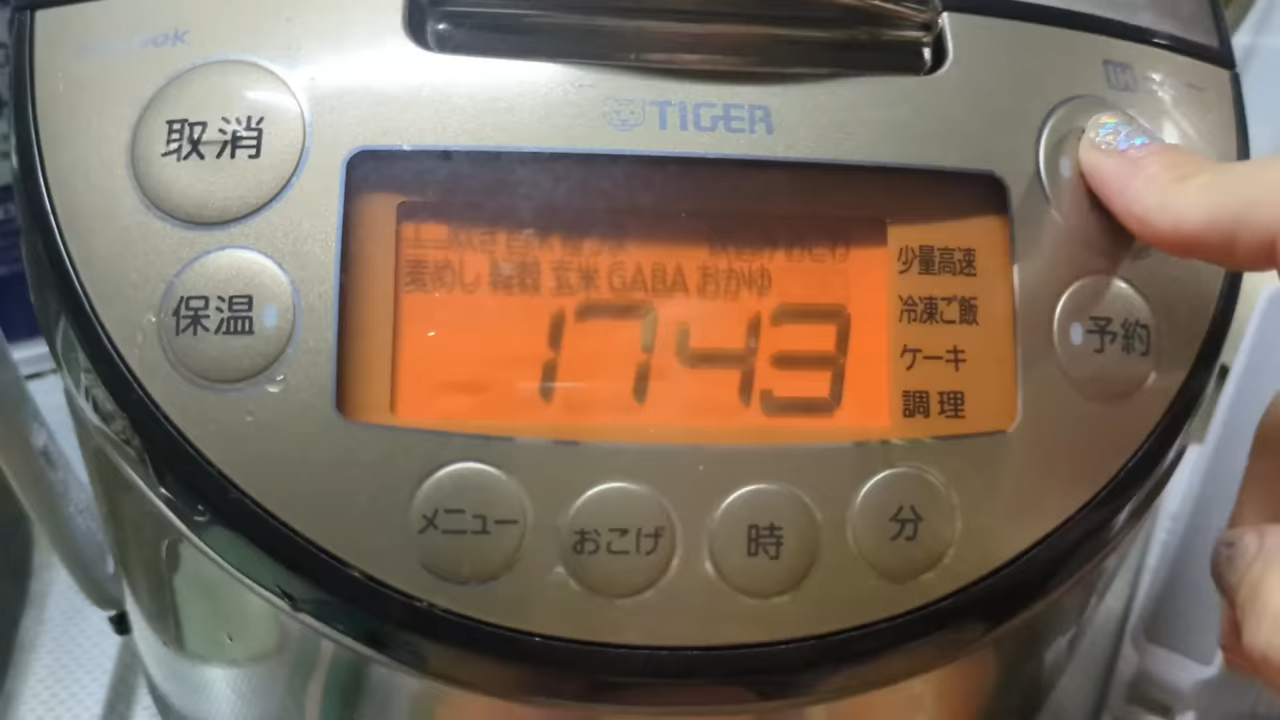 TIGER
IH
取消
保温
麦めし 雑穀 玄米 GABA おかゆ
1743
少量高速
冷凍ご飯
ケーキ
調理
予約
メニュー
おこげ
時
分